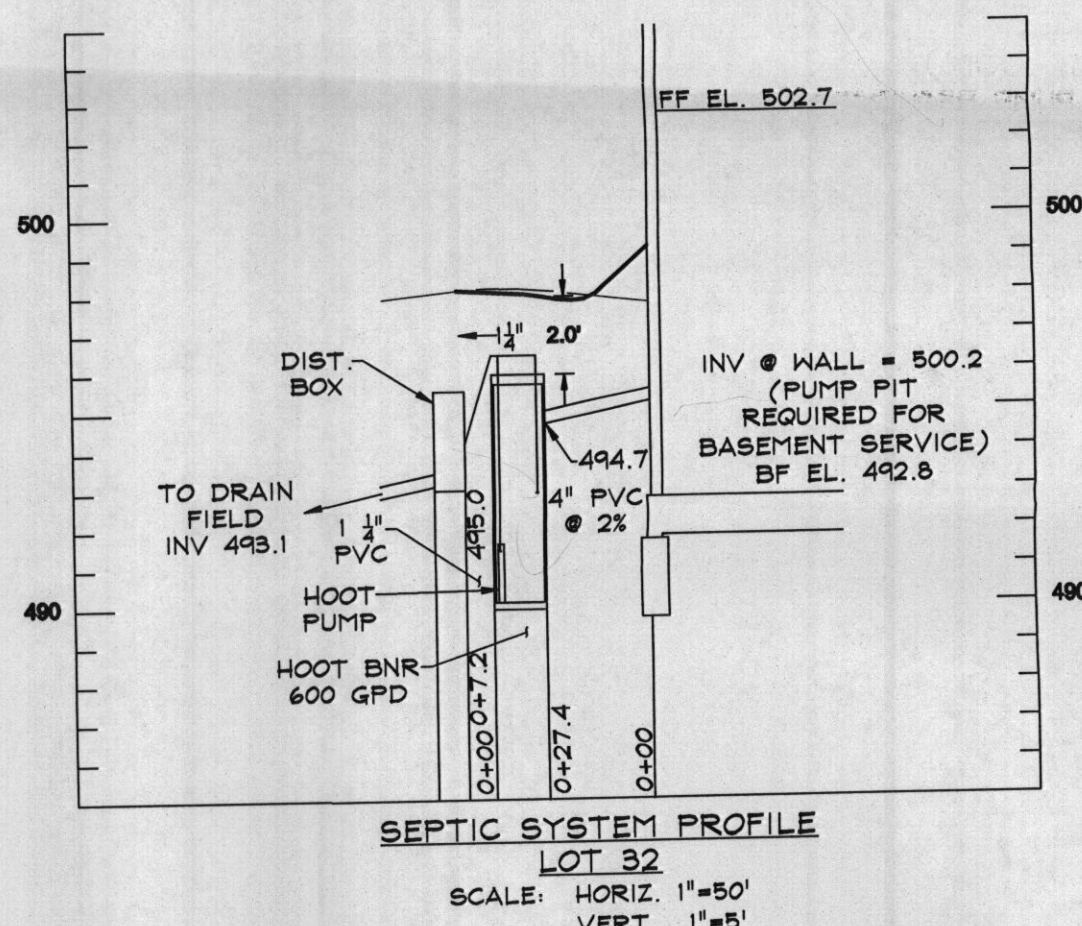 FF EL. 502.7
500
500
1 1/4" 2.0'
DIST.
BOX
INV @ WALL = 500.2
(PUMP PIT
REQUIRED FOR
BASEMENT SERVICE)
BF EL. 492.8
494.7
4" PVC
@ 2%
TO DRAIN
FIELD
INV 493.1
1 1/4"
PVC
495.0
HOOT
PUMP
490
490
HOOT BNR
600 GPD
0+00
0+7.2
0+27.4
0+00
SEPTIC SYSTEM PROFILE
LOT 32
SCALE: HORIZ. 1"=50'
VERT. 1"=5'